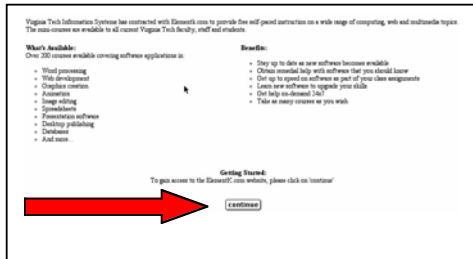 Virginia Tech Information Systems has contracted with ElementK.com to provide free self-paced instruction on a wide range of computing, web and multimedia topics.
The mini-courses are available to all current Virginia Tech faculty, staff and students.
What's Available:
Over 200 courses available covering software applications in:
Word processing
Web development
Graphics creation
Animation
Image editing
Spreadsheets
Presentation software
Desktop publishing
Databases
And more...
Benefits:
Stay up to date as new software becomes available
Obtain remedial help with software that you should know
Get up to speed on software as part of your class assignments
Learn new software to upgrade your skills
Get help on-demand 24x7
Take as many courses as you wish
Getting Started:
To gain access to the ElementK.com website, please click on 'continue'
continue